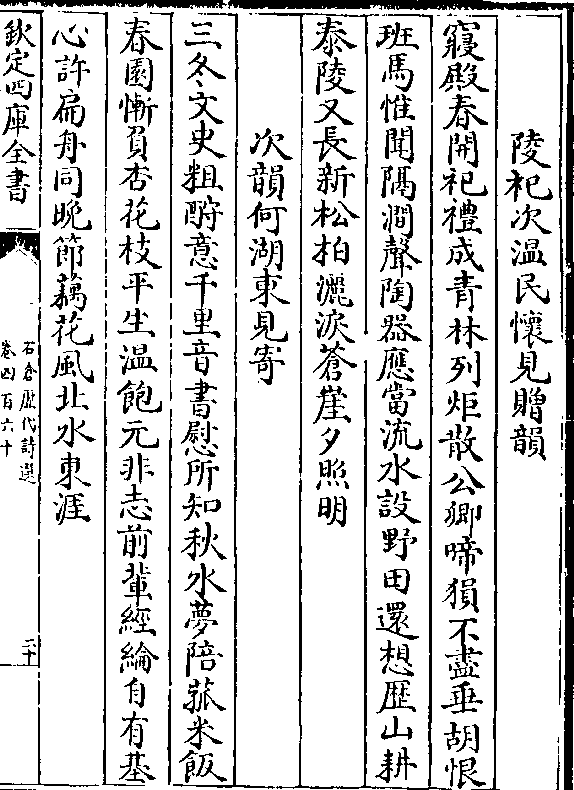 陵祀次温民懷見贈韻
寢殿春開祀禮成青林列炬散公卿啼猿不盡垂胡恨
班馬惟聞隔澗聲陶器應當流水設野田還想歴山耕
泰陵又長新松栢灑淚蒼崖夕照明
次韻何湖東見寄
三冬文史粗酧意千里音書慰所知秋水夢陪菰米飯
春園慚負杏花枝平生温飽元非志前輩經綸自有基
心許扁舟同晚節藕花風北水東涯
欽定四庫全書
石倉歴代詩選
卷四百六十
二十